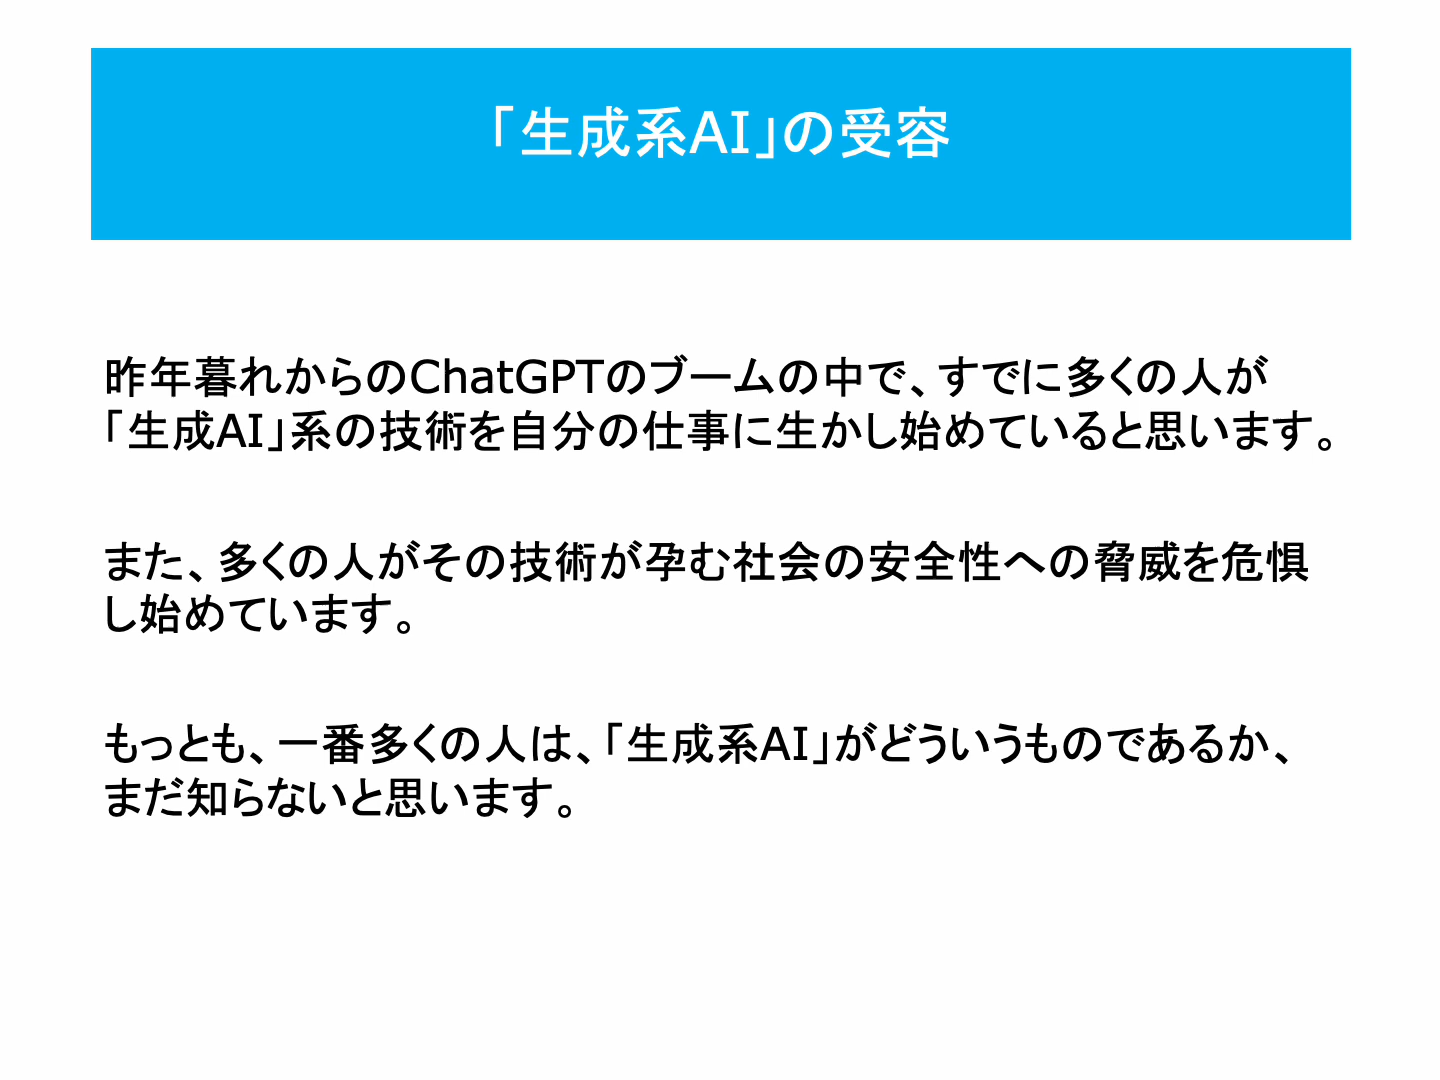 「生成系AI」の受容
昨年暮れからのChatGPTのブームの中で、すでに多くの人が
「生成AI」系の技術を自分の仕事に生かし始めていると思います。
また、多くの人がその技術が孕む社会の安全性への脅威を危惧
し始めています。
もっとも、一番多くの人は、「生成系AI」がどういうものであるか、
まだ知らないと思います。